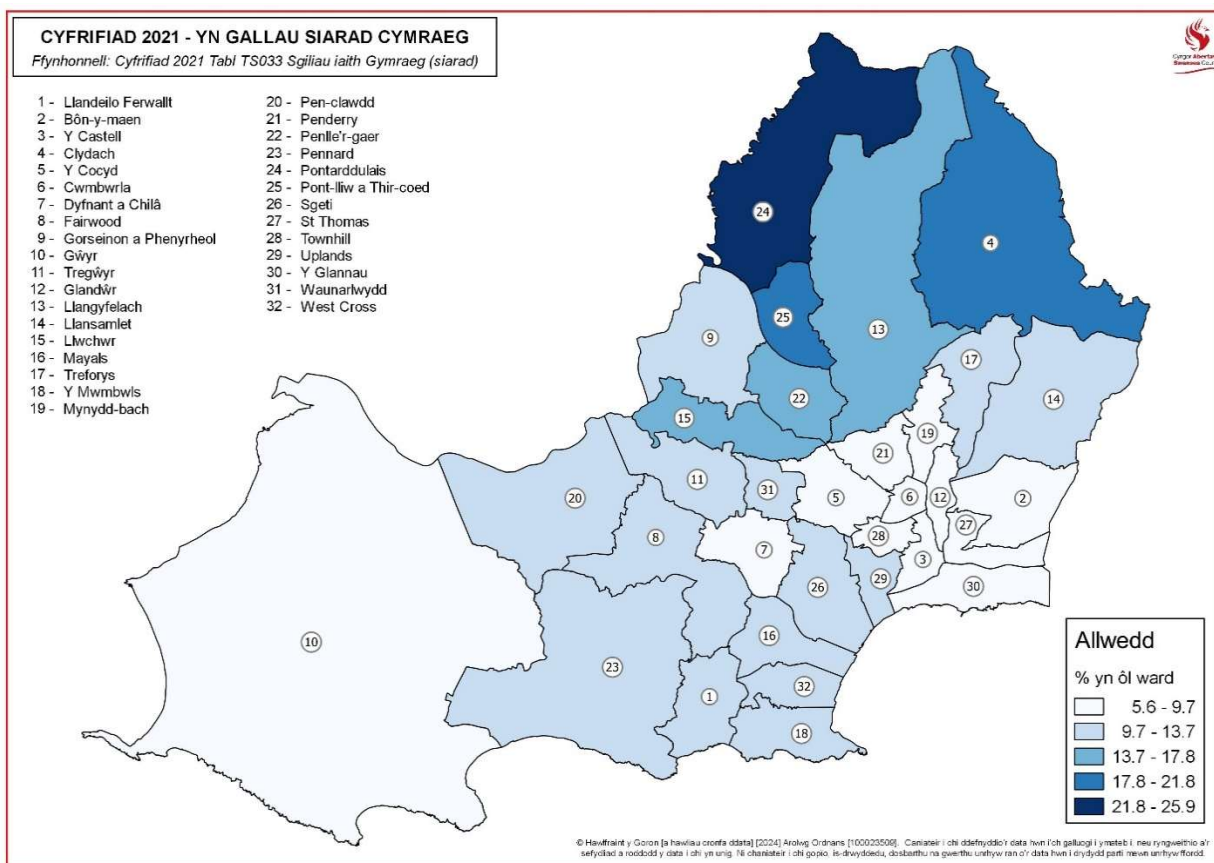 CYFRIFIAD 2021 - YN GALLAU SIARAD CYMRAEG
Ffynhonnell: Cyfrifiad 2021 Tabl TS033 Sgiliau iaith Gymraeg (siarad)
1 - Llandeilo Ferwallt
2 - Bôn-y-maen
3 - Y Castell
4 - Clydach
5 - Y Cocyd
6 - Cwmbwrla
7 - Dyfnant a Chilâ
8 - Fairwood
9 - Gorseinon a Phenyrheol
10 - Gŵyr
11 - Tregŵyr
12 - Glandŵr
13 - Llangyfelach
14 - Llansamlet
15 - Llwchwr
16 - Mayals
17 - Treforys
18 - Y Mwmbwls
19 - Mynydd-bach
20 - Pen-clawdd
21 - Penderry
22 - Penlle'r-gaer
23 - Pennard
24 - Pontarddulais
25 - Pont-lliw a Thir-coed
26 - Sgeti
27 - St Thomas
28 - Townhill
29 - Uplands
30 - Y Glannau
31 - Waunarlwydd
32 - West Cross
24
4
25
13
9
17
14
22
15
19
21
11
31
20
5
6
12
2
27
28
8
7
3
29
26
30
10
16
23
32
1
18
Allwedd
% yn ôl ward
5.6 - 9.7
9.7 - 13.7
13.7 - 17.8
17.8 - 21.8
21.8 - 25.9
© Hawlfraint y Goron [a hawliau cronfa ddata] [2024] Arolwg Ordnans [100023509]. Caniateir i chi ddefnyddio'r data hwn i'ch galluogi i ymateb i, neu ryngweithio a'r
sefydliad a roddodd y data i chi yn unig. Ni chaniateir i chi gopïo, is-drwyddedu, dosbarthu na gwerthu unrhyw ran o'r data hwn i drydydd parti mewn unrhyw ffordd.